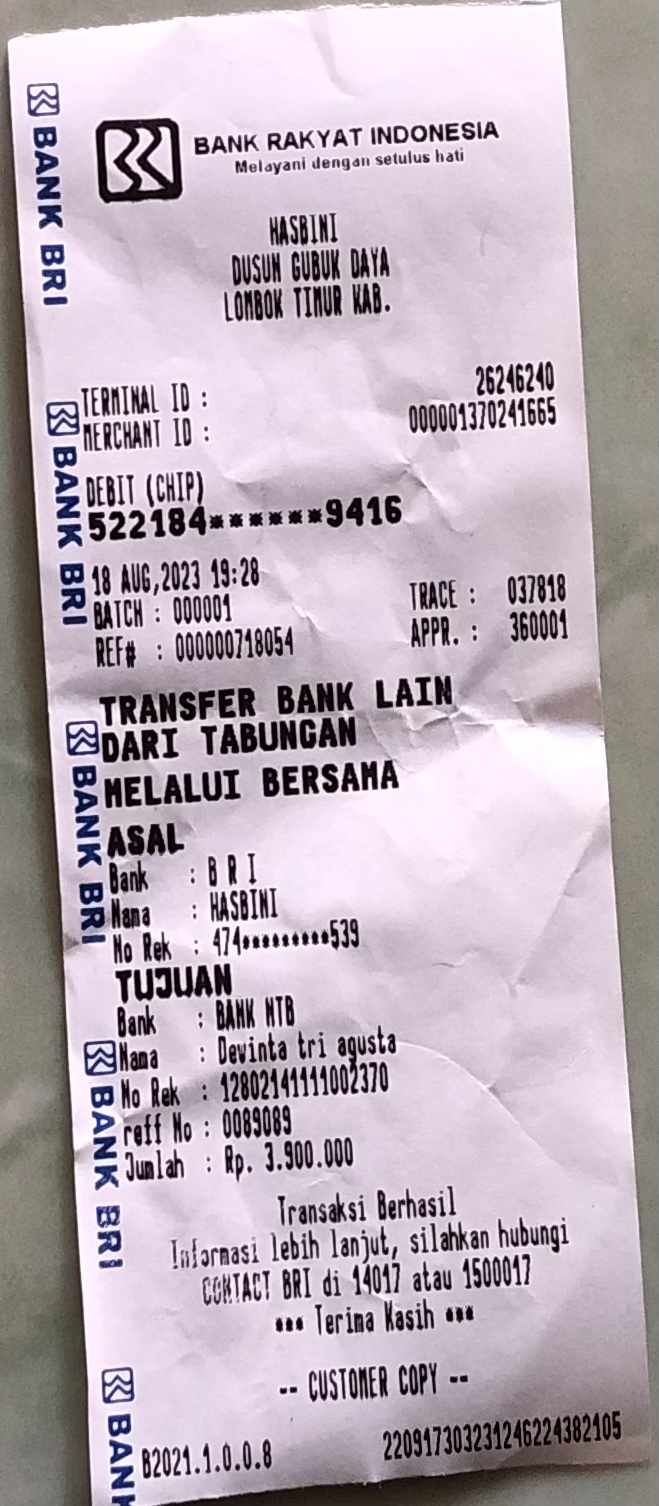 BANK RAKYAT INDONESIA
Melayani dengan setulus hati
HASBINI
DUSUN GUBUK DAYA
LOMBOK TIMUR KAB.
TERMINAL ID : 26246240
MERCHANT ID : 000001370241665
DEBIT (CHIP)
522184******9416
18 AUG,2023 19:28
BATCH : 000001 TRACE : 037818
REF# : 000000718054 APPR. : 360001
TRANSFER BANK LAIN
DARI TABUNGAN
MELALUI BERSAMA
ASAL
Bank : B R I
Nama : HASBINI
No Rek : 474*********539
TUJUAN
Bank : BANK NTB
Nama : Devinta tri agusta
No Rek : 12802141111002370
reff No : 0089089
Jumlah : Rp. 3.900.000
Transaksi Berhasil
Informasi lebih lanjut, silahkan hubungi
CONTACT BRI di 14017 atau 1500017
*** Terima Kasih ***
-- CUSTOMER COPY --
B2021.1.0.0.8 220917303231246224382105
BANK BRI
BANK BRI
BANK BRI
BANK BRI
BANK